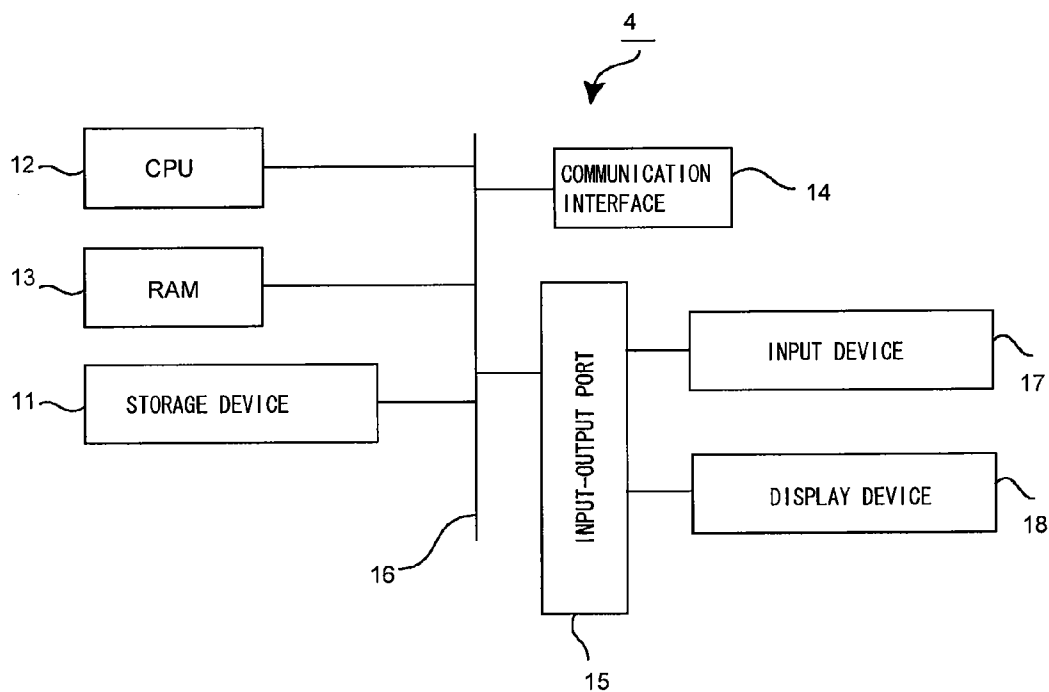 4
12
CPU
COMMUNICATION
INTERFACE
14
13
RAM
INPUT-OUTPUT PORT
INPUT DEVICE
17
11
STORAGE DEVICE
DISPLAY DEVICE
18
16
15